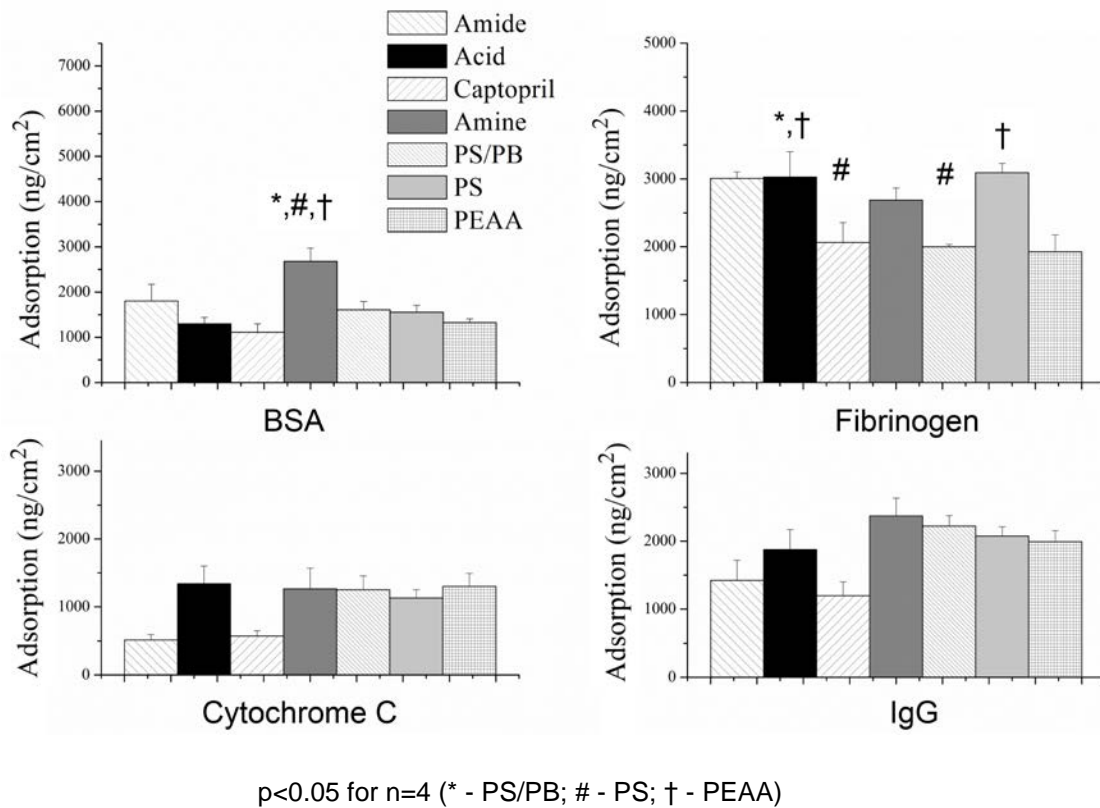 Amide
Acid
Captopril
Amine
PS/PB
PS
PEAA
Adsorption (ng/cm²)
7500
6000
5000
4000
3000
2000
1000
0
*,#,†
BSA
Adsorption (ng/cm²)
5000
4000
3000
2000
1000
0
*,†
#
#
†
Fibrinogen
Adsorption (ng/cm²)
3000
2000
1000
0
Cytochrome C
Adsorption (ng/cm²)
3000
2000
1000
0
IgG
p<0.05 for n=4 (* - PS/PB; # - PS; † - PEAA)